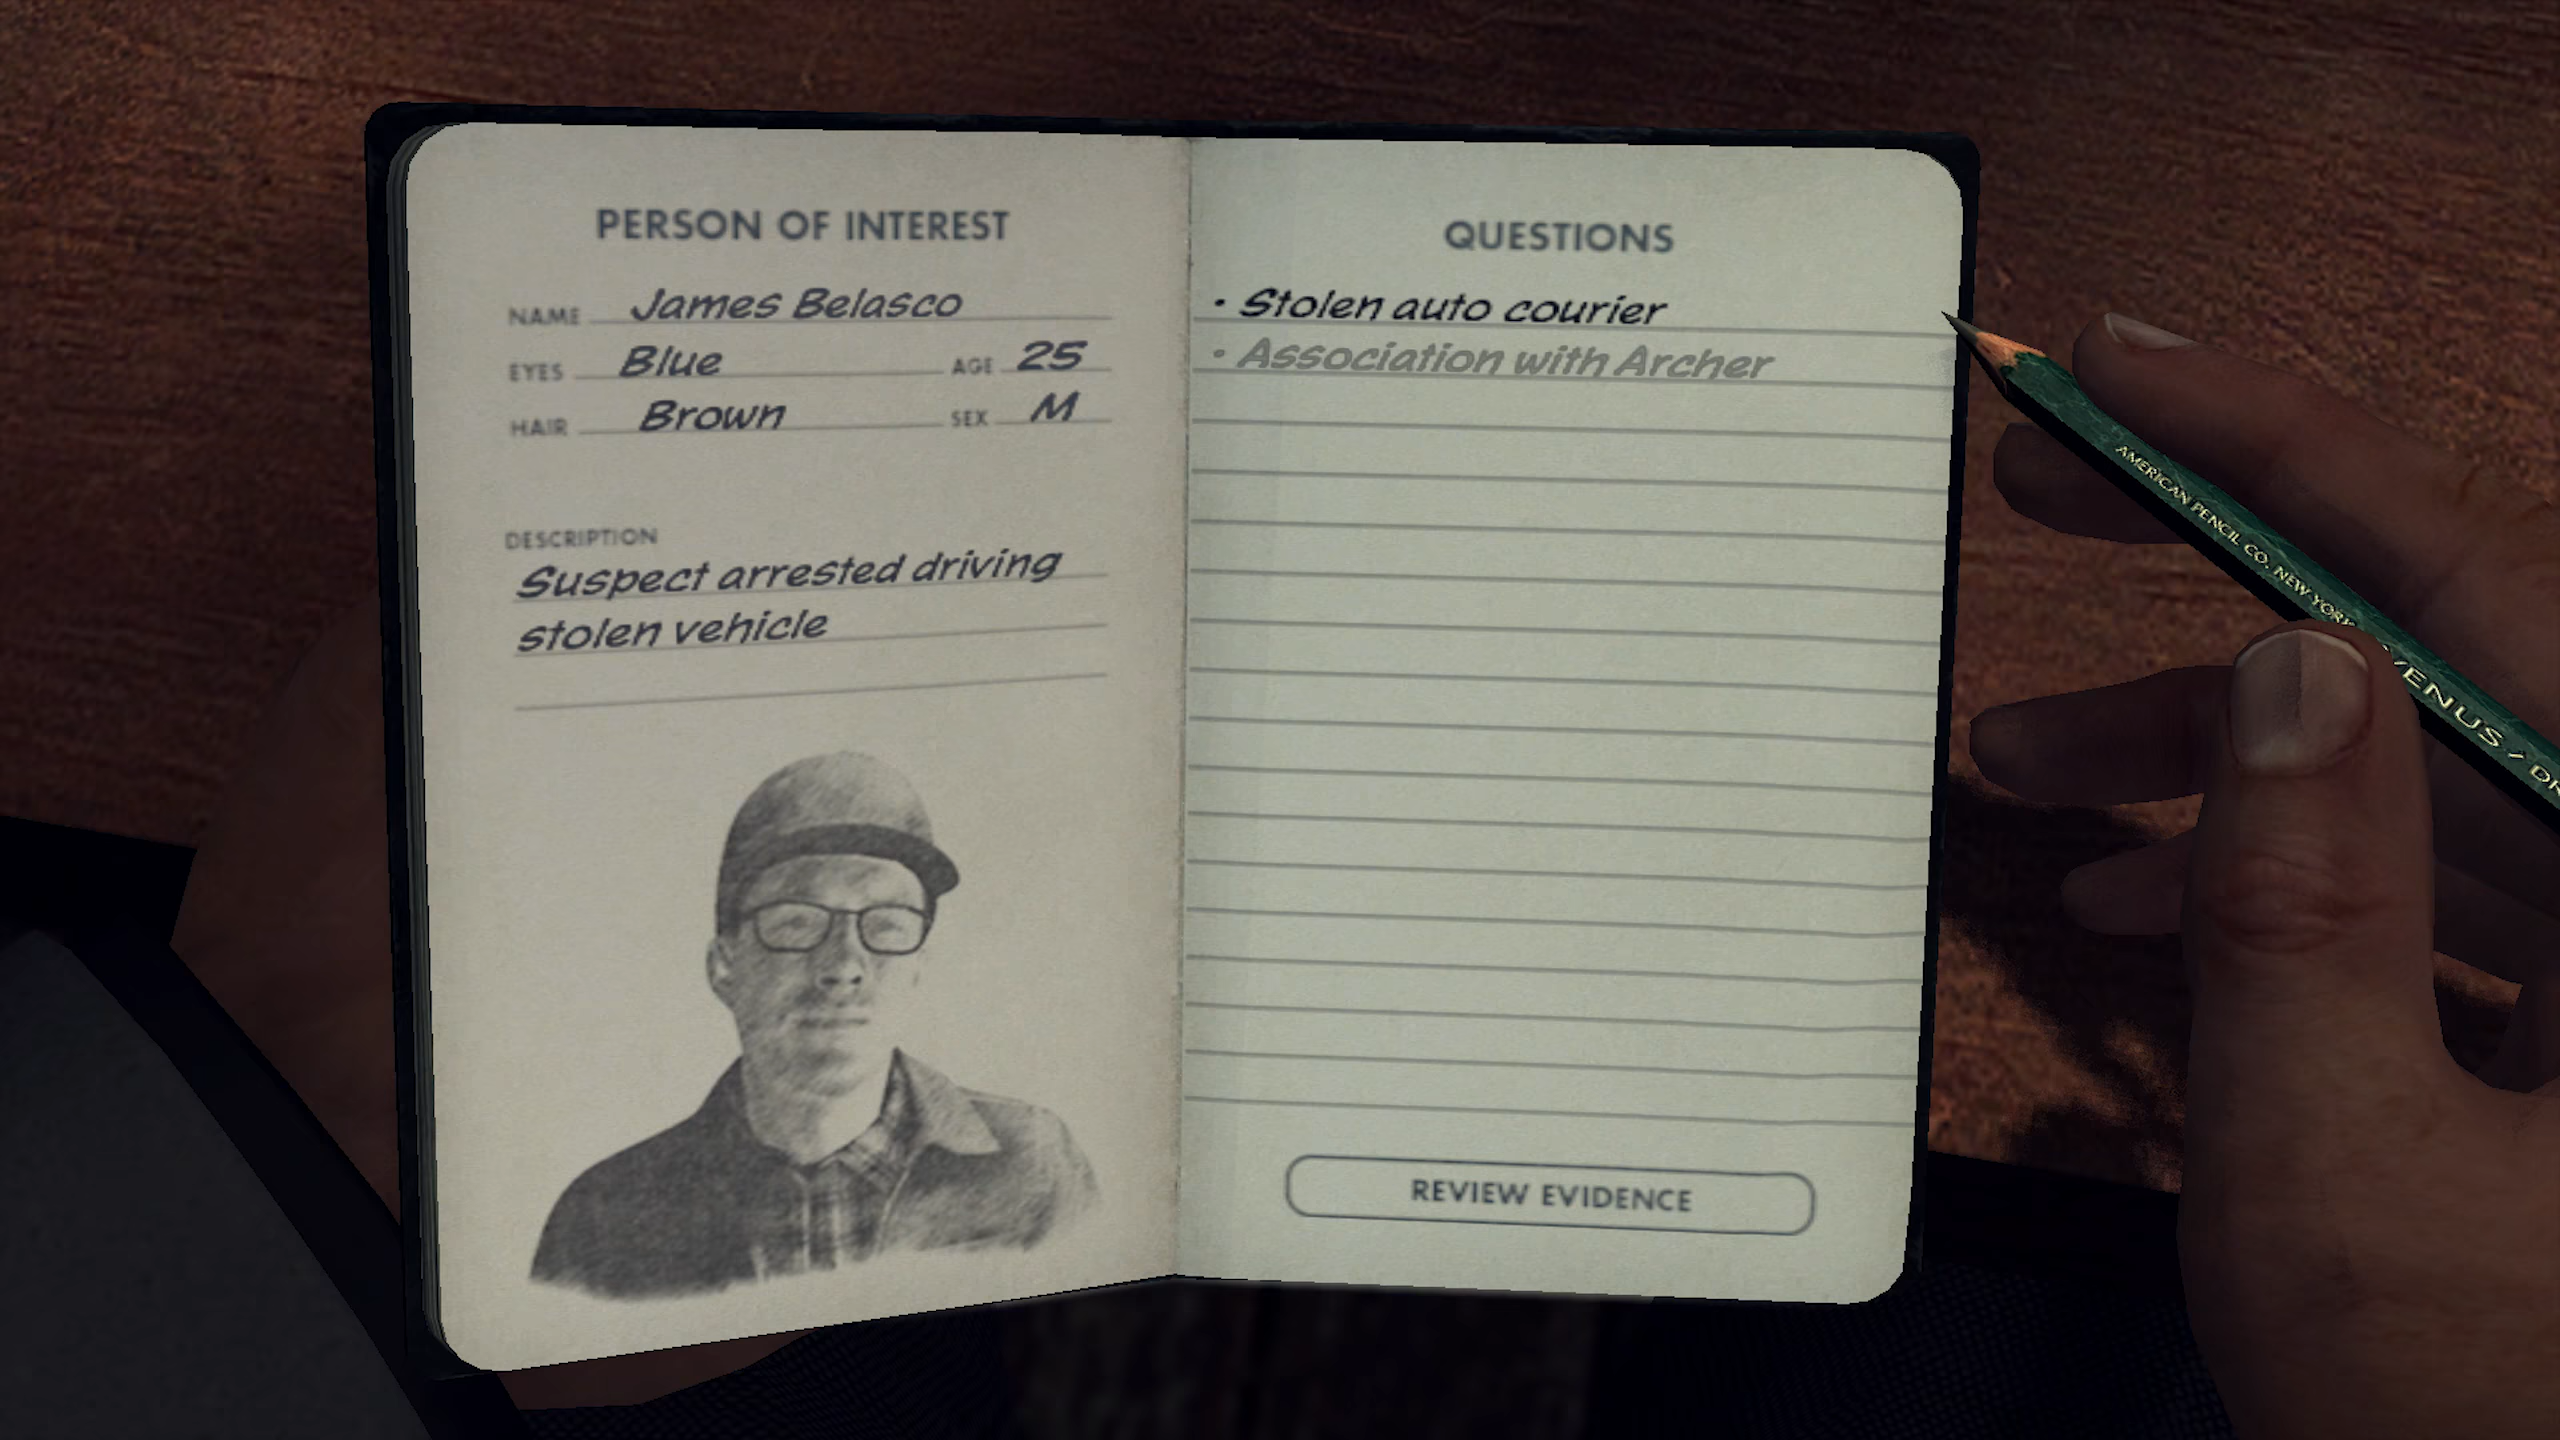 PERSON OF INTEREST
NAME James Belasco
EYES Blue AGE 25
HAIR Brown SEX M
DESCRIPTION
Suspect arrested driving
stolen vehicle
QUESTIONS
• Stolen auto courier
• Association with Archer
REVIEW EVIDENCE
AMERICAN PENCIL CO. NEW YORK VENUS / DR